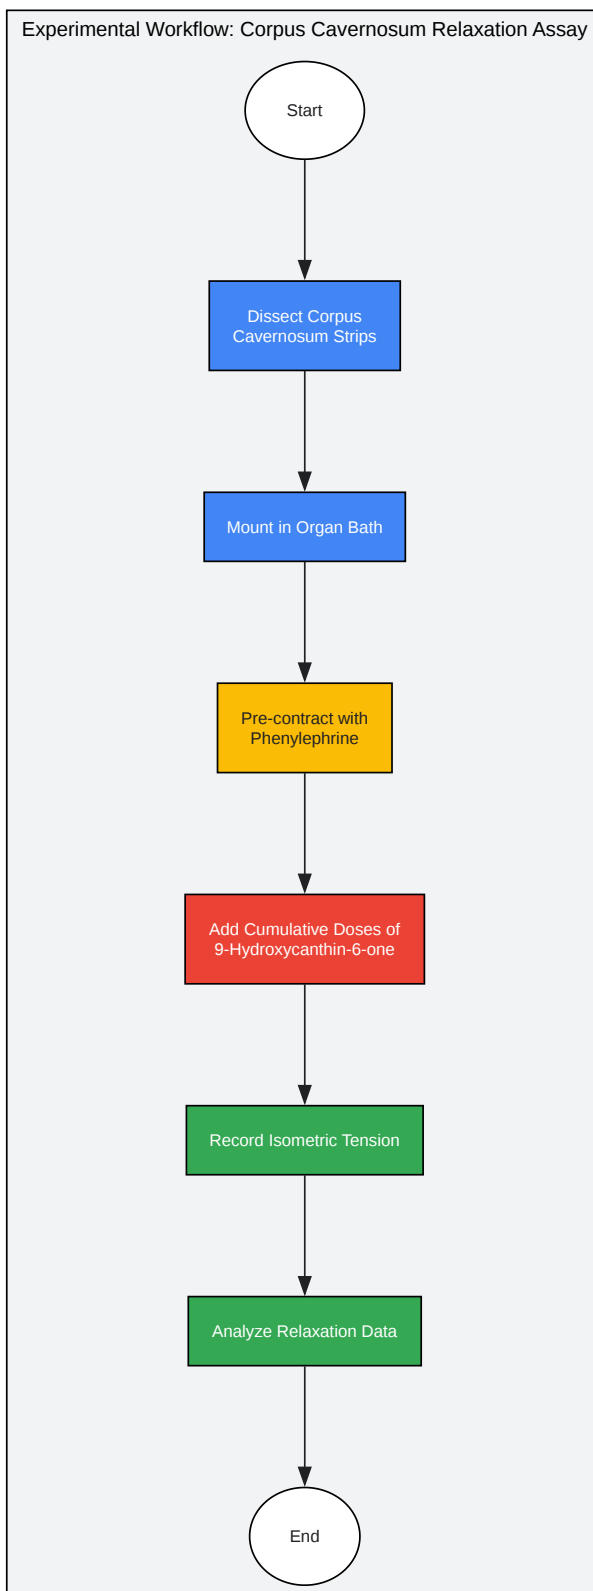 Experimental Workflow: Corpus Cavernosum Relaxation Assay
Start
Dissect Corpus
Cavernosum Strips
Mount in Organ Bath
Pre-contract with
Phenylephrine
Add Cumulative Doses of
9-Hydroxycanthin-6-one
Record Isometric Tension
Analyze Relaxation Data
End